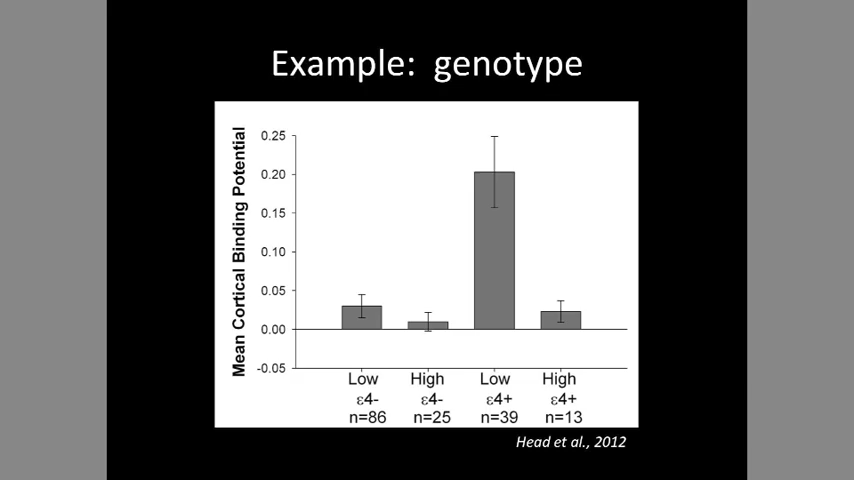 Example: genotype
Mean Cortical Binding Potential
0.25
0.20
0.15
0.10
0.05
0.00
-0.05
Low High Low High
ε4- ε4- ε4+ ε4+
n=86 n=25 n=39 n=13
Head et al., 2012